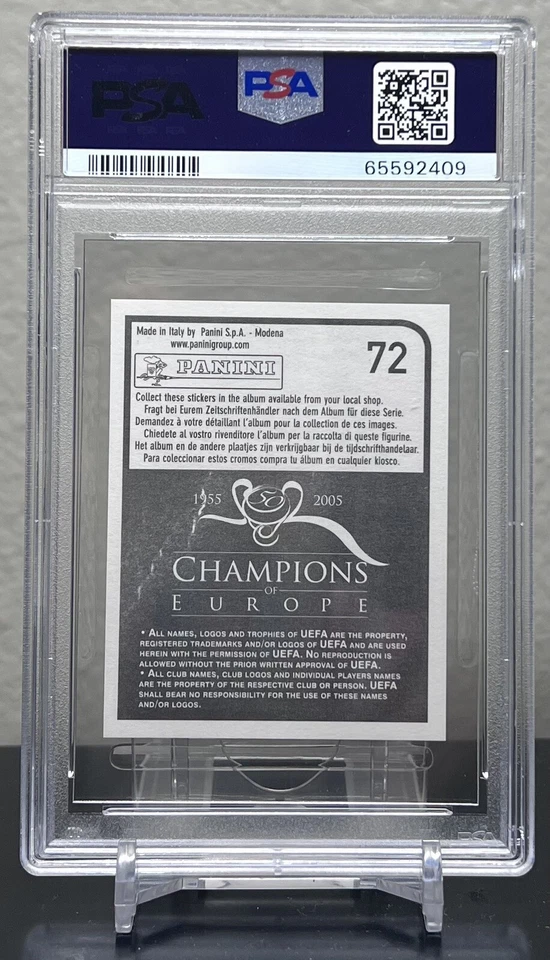 PSA
PSA
65592409
Made in Italy by Panini S.p.A. - Modena
www.paninigroup.com
72
PANINI
Collect these stickers in the album available from your local shop.
Fragt bei Eurem Zeitschriftenhändler nach dem Album für diese Serie.
Demandez à votre détaillant l'album pour la collection de ces images.
Chiedete al vostro rivenditore l'album per la raccolta di queste figurine.
Het album en de andere plaatjes zijn verkrijgbaar bij de tijdschrifthandelaar.
Para coleccionar estos cromos compra tu álbum en cualquier kiosco.
1955 50 2005
CHAMPIONS
OF
EUROPE
• ALL NAMES, LOGOS AND TROPHIES OF UEFA ARE THE PROPERTY,
REGISTERED TRADEMARKS AND/OR LOGOS OF UEFA AND ARE USED
HEREIN WITH THE PERMISSION OF UEFA. NO REPRODUCTION IS
ALLOWED WITHOUT THE PRIOR WRITTEN APPROVAL OF UEFA.
• ALL CLUB NAMES, CLUB LOGOS AND INDIVIDUAL PLAYERS NAMES
ARE THE PROPERTY OF THE RESPECTIVE CLUB OR PERSON. UEFA
SHALL BEAR NO RESPONSIBILITY FOR THE USE OF THESE NAMES
AND/OR LOGOS.
PSA